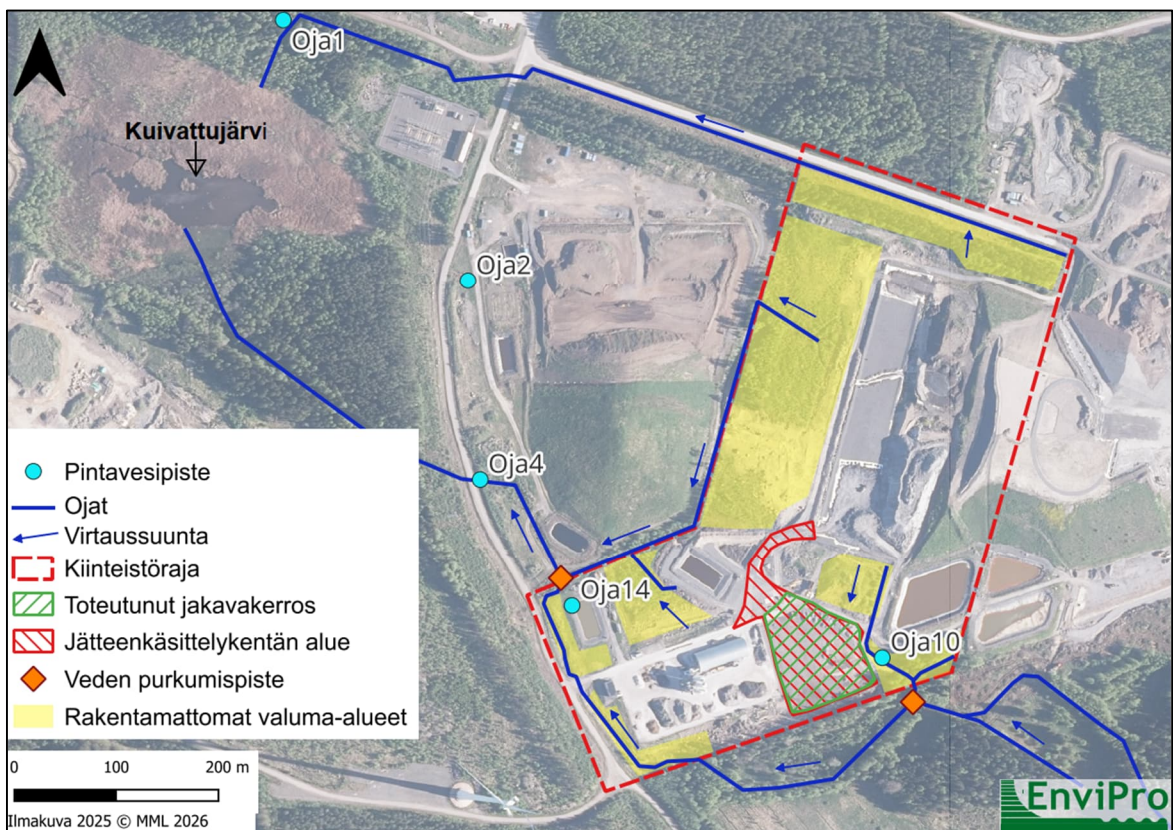 Oja1
Kuivattujärvi
Oja2
Oja4
Oja14
Oja10
Pintavesipiste
Ojat
Virtaussuunta
Kiinteistöraja
Toteutunut jakavakerros
Jätteenkäsittelykentän alue
Veden purkumispiste
Rakentamattomat valuma-alueet
0 100 200 m
Ilmakuva 2025 © MML 2026
EnviPro